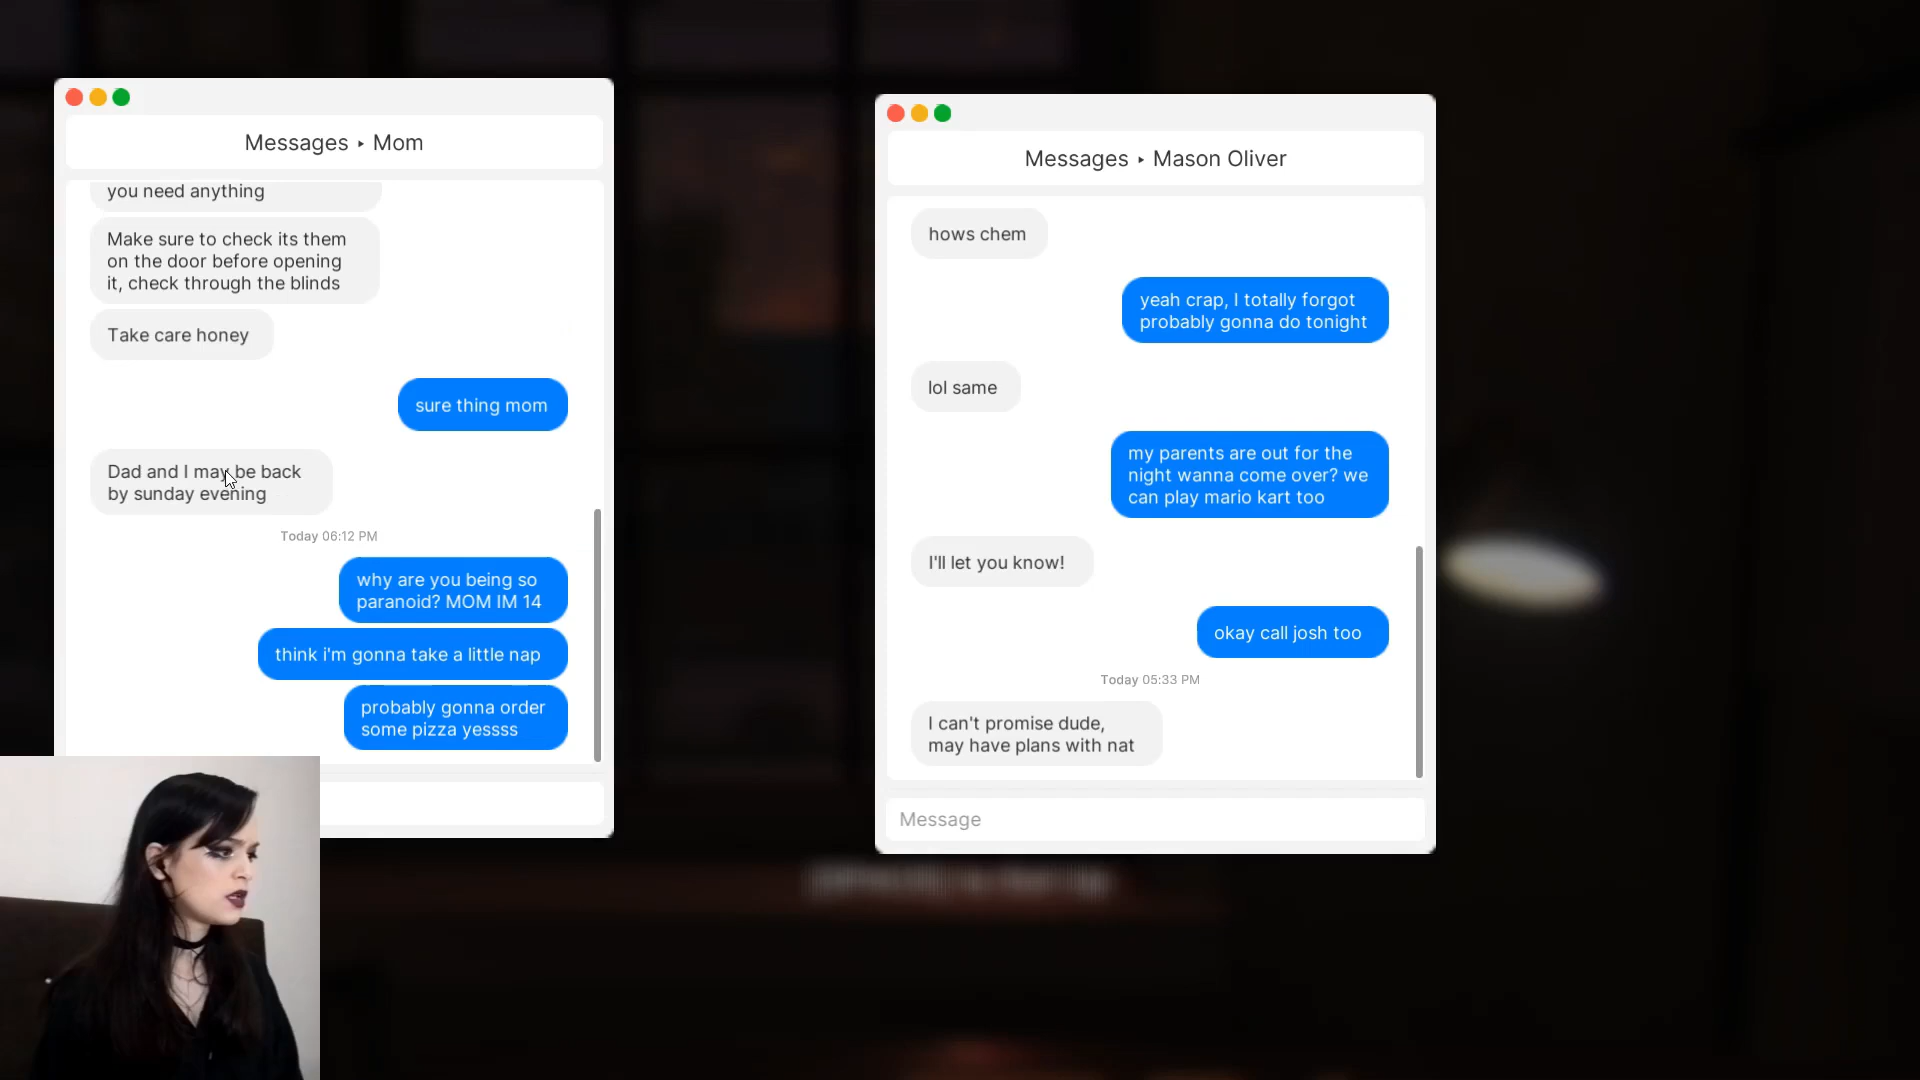 Messages ‣ Mom
you need anything
Make sure to check its them
on the door before opening
it, check through the blinds
Take care honey
sure thing mom
Dad and I may be back
by sunday evening
Today 06:12 PM
why are you being so
paranoid? MOM IM 14
think i'm gonna take a little nap
probably gonna order
some pizza yessss
Messages ‣ Mason Oliver
hows chem
yeah crap, I totally forgot
probably gonna do tonight
lol same
my parents are out for the
night wanna come over? we
can play mario kart too
I'll let you know!
okay call josh too
Today 05:33 PM
I can't promise dude,
may have plans with nat
Message